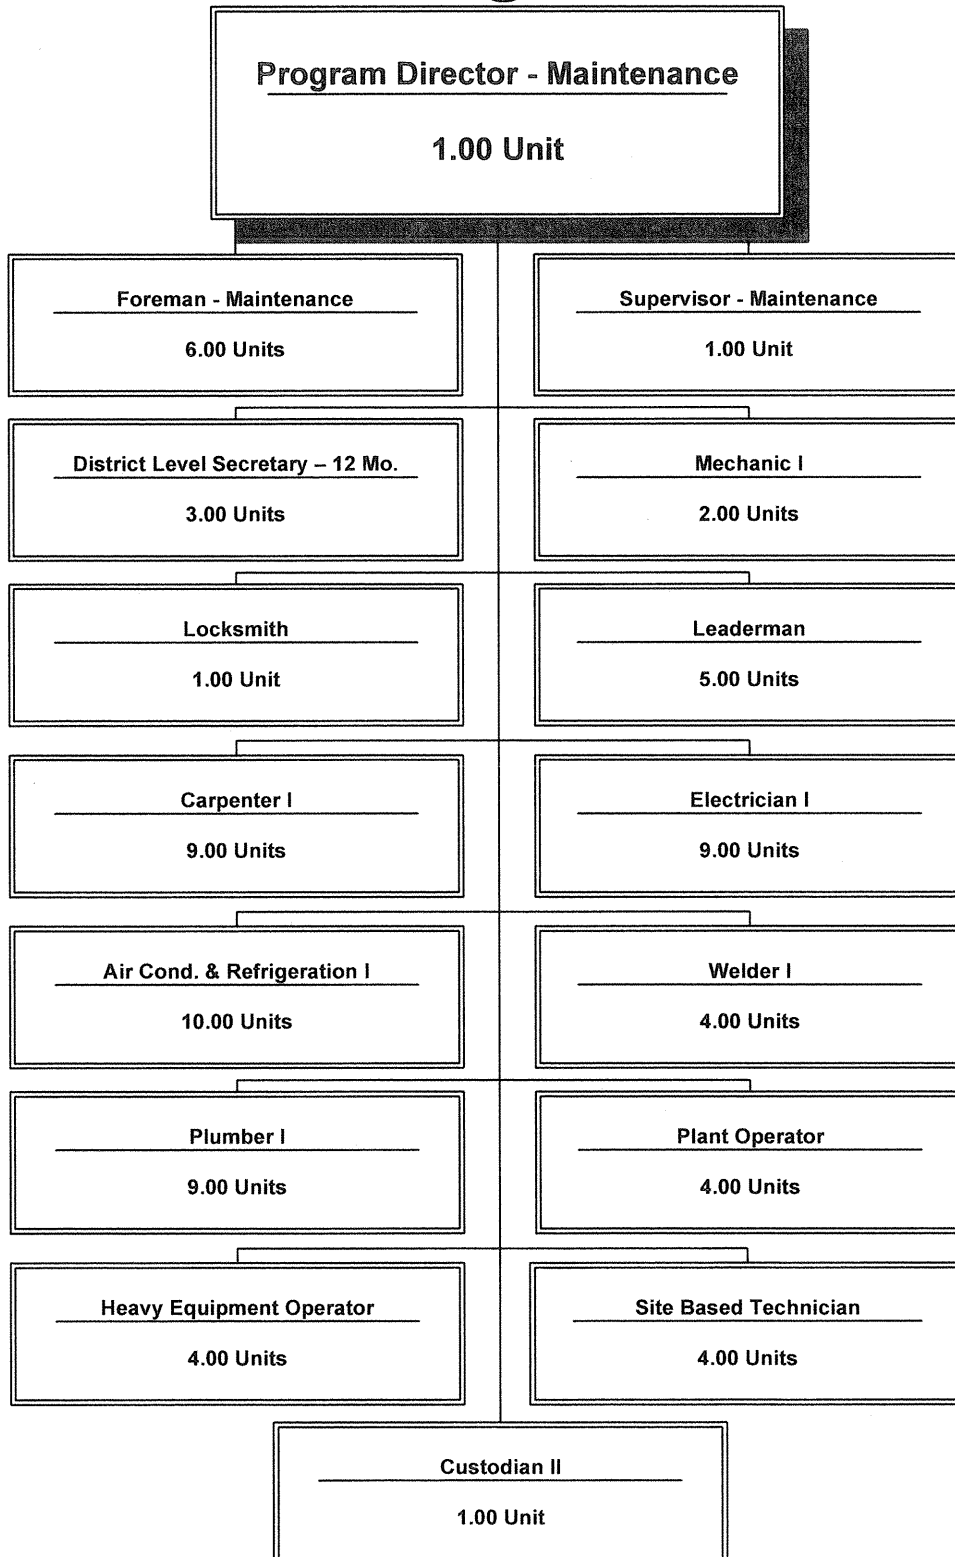 Program Director - Maintenance
1.00 Unit
Foreman - Maintenance
6.00 Units
Supervisor - Maintenance
1.00 Unit
District Level Secretary – 12 Mo.
3.00 Units
Mechanic I
2.00 Units
Locksmith
1.00 Unit
Leaderman
5.00 Units
Carpenter I
9.00 Units
Electrician I
9.00 Units
Air Cond. & Refrigeration I
10.00 Units
Welder I
4.00 Units
Plumber I
9.00 Units
Plant Operator
4.00 Units
Heavy Equipment Operator
4.00 Units
Site Based Technician
4.00 Units
Custodian II
1.00 Unit